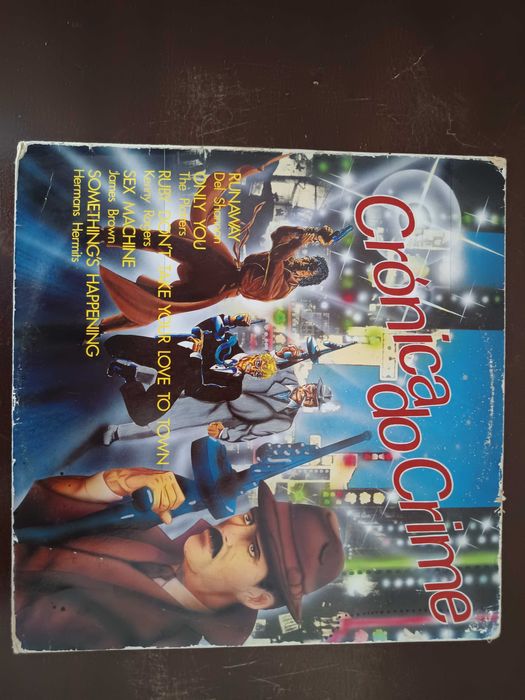 Crónica
do Crime
RUNAWAY
Del Shannon
ONLY YOU
The Platters
RUBY DON'T TAKE YOUR LOVE TO TOWN
Kenny Rogers
SEX MACHINE
James Brown
SOMETHING'S HAPPENING
Hermans Hermits